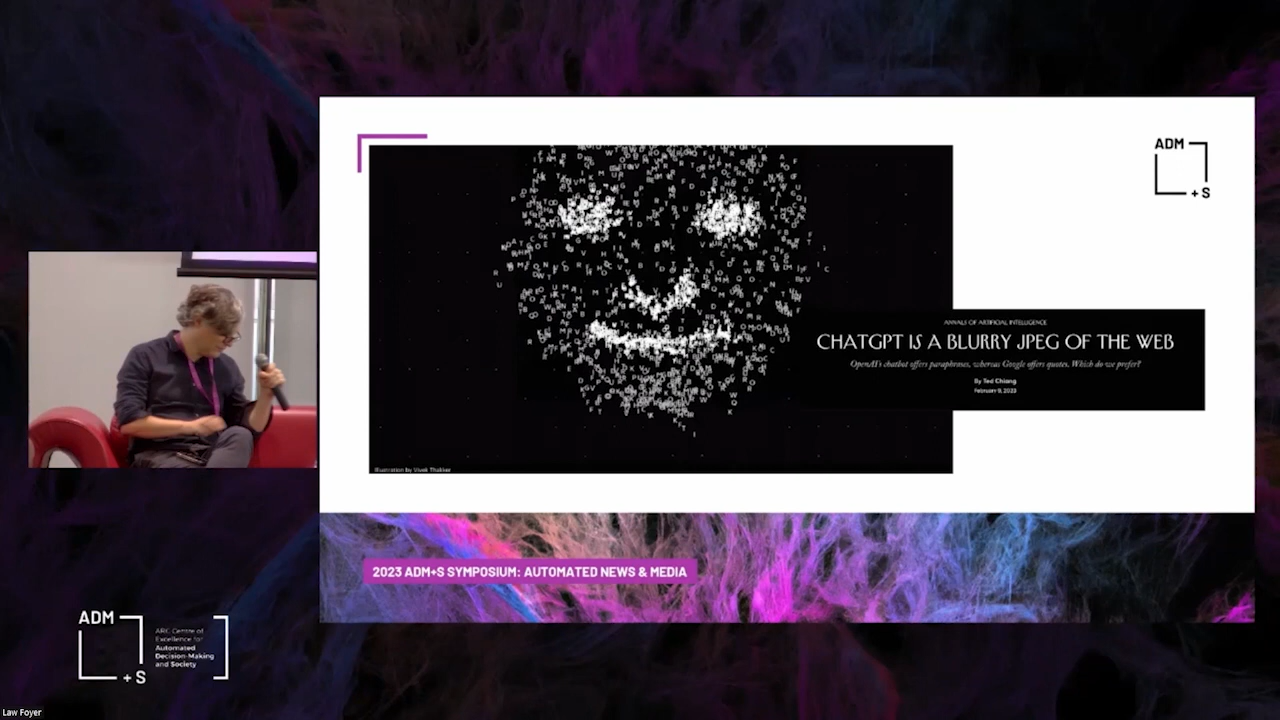 ADM
+ S
ANNALS OF ARTIFICIAL INTELLIGENCE
CHATGPT IS A BLURRY JPEG OF THE WEB
OpenAI's chatbot offers paraphrases, whereas Google offers quotes. Which do we prefer?
By Ted Chiang
February 9, 2023
Illustration by Vivek Thakker
2023 ADM+S SYMPOSIUM: AUTOMATED NEWS & MEDIA
ADM
+ S
ARC Centre of
Excellence for
Automated
Decision-Making
and Society
Law Foyer